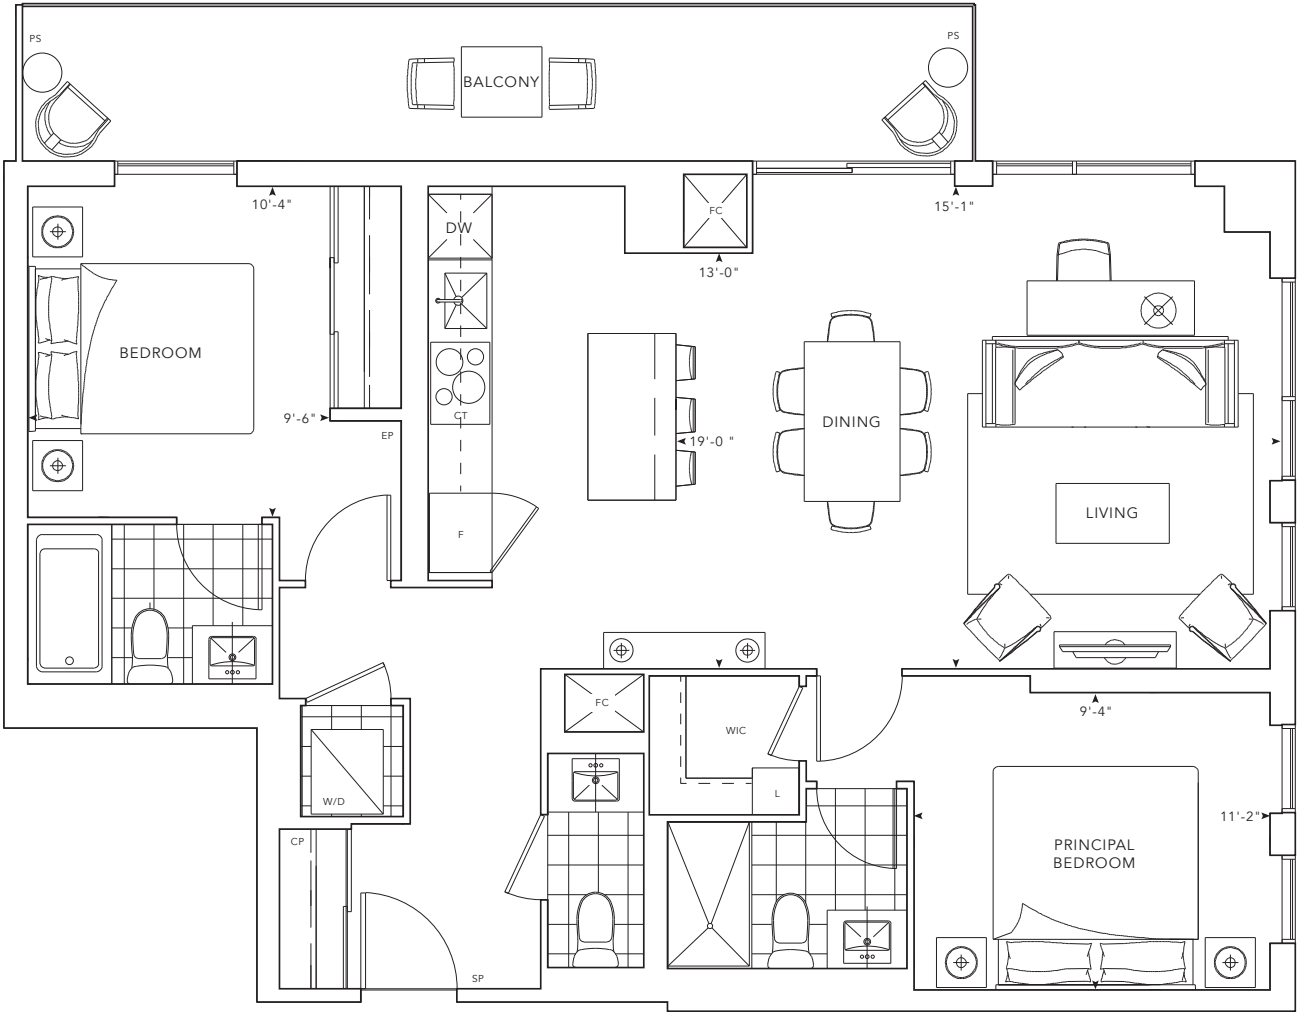 PS
PS
BALCONY
10'-4"
15'-1"
FC
DW
13'-0"
BEDROOM
9'-6"
CT
EP
DINING
19'-0 "
LIVING
F
FC
WIC
9'-4"
L
W/D
11'-2"
CP
PRINCIPAL
BEDROOM
SP